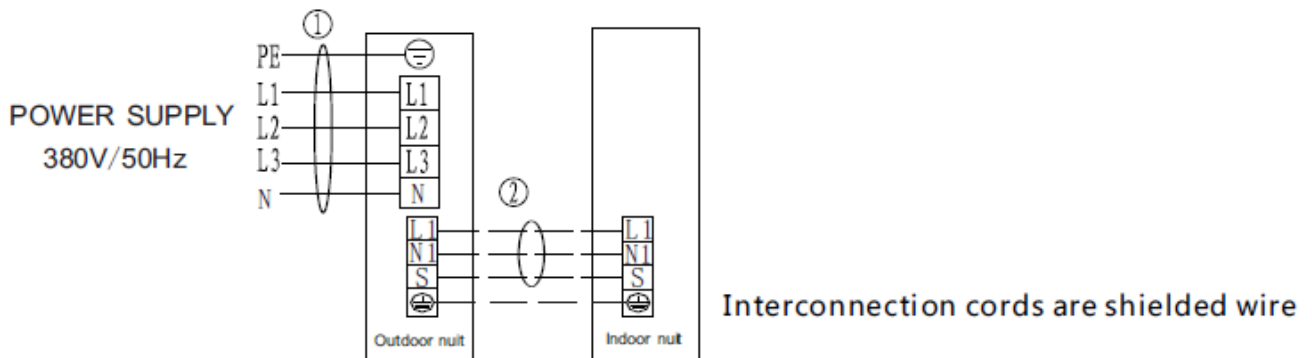 ①
PE
L1
L2
L3
N
POWER SUPPLY
380V/50Hz
L1
L2
L3
N
②
L1
N1
S
L1
N1
S
Outdoor nuit
Indoor nuit
Interconnection cords are shielded wire